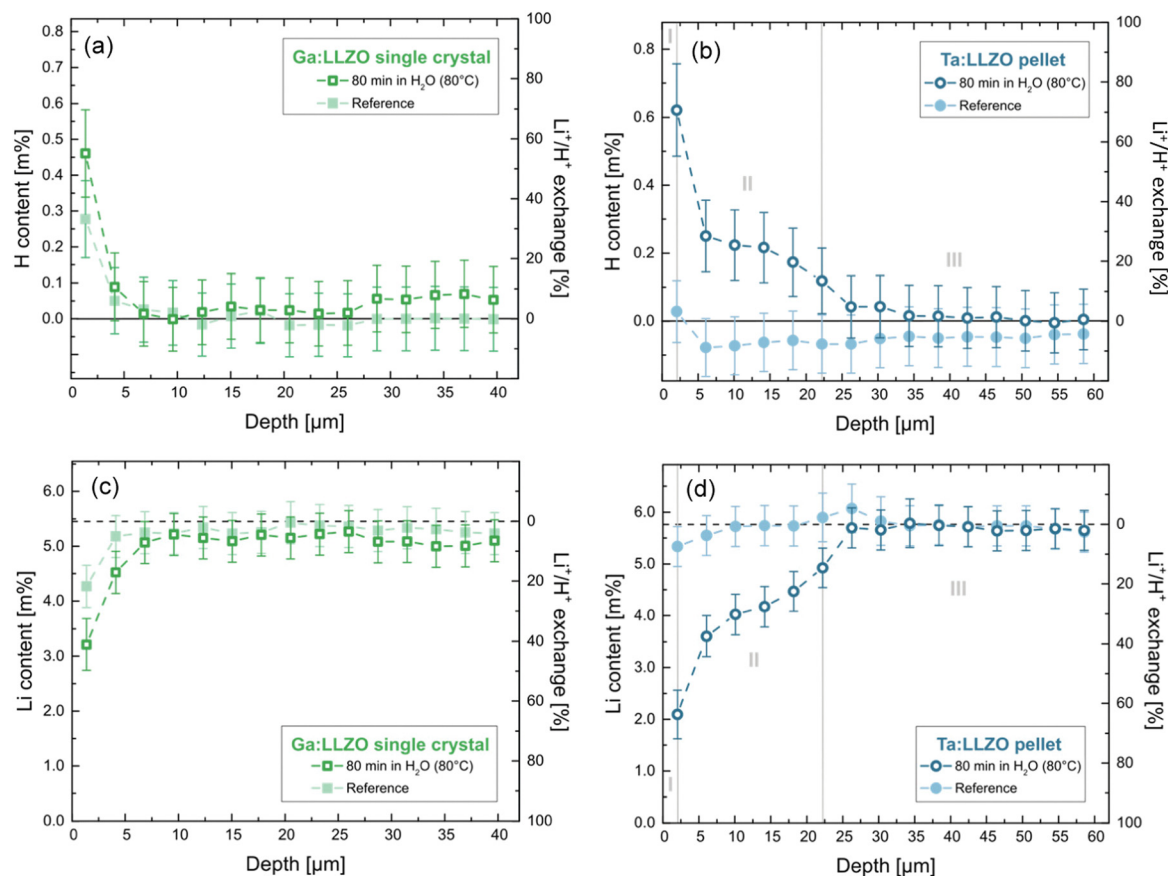 (a)
Ga:LLZO single crystal
80 min in H₂O (80°C)
Reference
H content [m%]
0.8
0.7
0.6
0.5
0.4
0.3
0.2
0.1
0.0
Li⁺/H⁺ exchange [%]
100
80
60
40
20
0
0 5 10 15 20 25 30 35 40
Depth [µm]
(b)
I
II
III
Ta:LLZO pellet
80 min in H₂O (80°C)
Reference
H content [m%]
0.8
0.6
0.4
0.2
0.0
Li⁺/H⁺ exchange [%]
100
80
60
40
20
0
0 5 10 15 20 25 30 35 40 45 50 55 60
Depth [µm]
(c)
Ga:LLZO single crystal
80 min in H₂O (80°C)
Reference
Li content [m%]
6.0
5.0
4.0
3.0
2.0
1.0
0.0
Li⁺/H⁺ exchange [%]
0
20
40
60
80
100
0 5 10 15 20 25 30 35 40
Depth [µm]
(d)
I
II
III
Ta:LLZO pellet
80 min in H₂O (80°C)
Reference
Li content [m%]
6.0
5.0
4.0
3.0
2.0
1.0
0.0
Li⁺/H⁺ exchange [%]
0
20
40
60
80
100
0 5 10 15 20 25 30 35 40 45 50 55 60
Depth [µm]